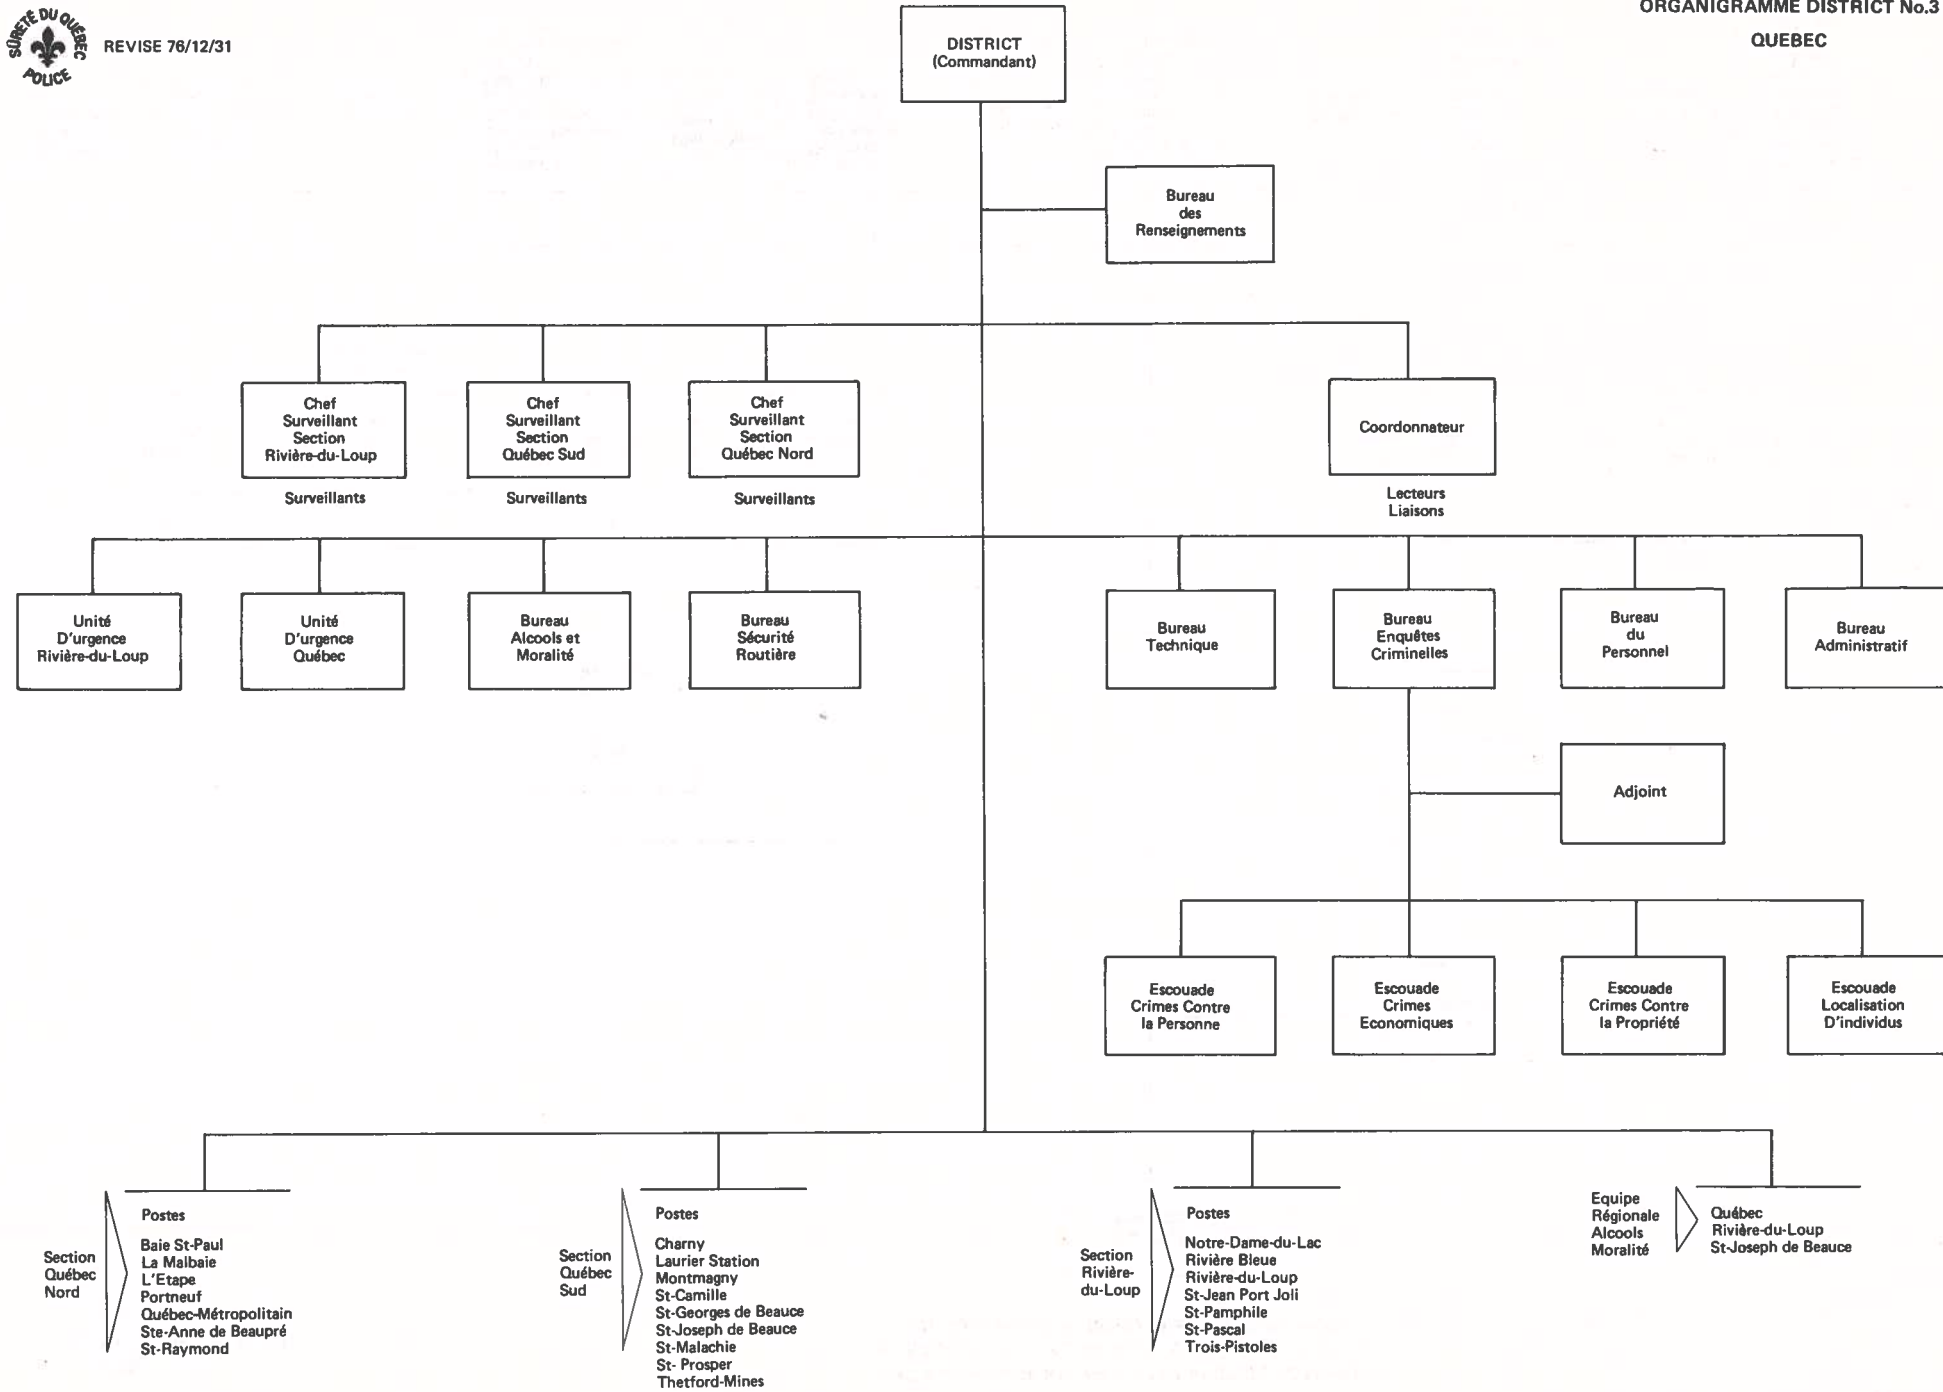 SÛRETÉ DU QUÉBEC
POLICE
REVISE 76/12/31
ORGANIGRAMME DISTRICT No.3
QUEBEC
DISTRICT
(Commandant)
Bureau
des
Renseignements
Chef
Surveillant
Section
Rivière-du-Loup
Surveillants
Chef
Surveillant
Section
Québec Sud
Surveillants
Chef
Surveillant
Section
Québec Nord
Surveillants
Coordonnateur
Lecteurs
Liaisons
Unité
D'urgence
Rivière-du-Loup
Unité
D'urgence
Québec
Bureau
Alcools et
Moralité
Bureau
Sécurité
Routière
Bureau
Technique
Bureau
Enquêtes
Criminelles
Bureau
du
Personnel
Bureau
Administratif
Adjoint
Escouade
Crimes Contre
la Personne
Escouade
Crimes
Economiques
Escouade
Crimes Contre
la Propriété
Escouade
Localisation
D'individus
Section
Québec
Nord
Postes
Baie St-Paul
La Malbaie
L'Etape
Portneuf
Québec-Métropolitain
Ste-Anne de Beaupré
St-Raymond
Section
Québec
Sud
Postes
Charny
Laurier Station
Montmagny
St-Camille
St-Georges de Beauce
St-Joseph de Beauce
St-Malachie
St- Prosper
Thetford-Mines
Section
Rivière-
du-Loup
Postes
Notre-Dame-du-Lac
Rivière Bleue
Rivière-du-Loup
St-Jean Port Joli
St-Pamphile
St-Pascal
Trois-Pistoles
Equipe
Régionale
Alcools
Moralité
Québec
Rivière-du-Loup
St-Joseph de Beauce